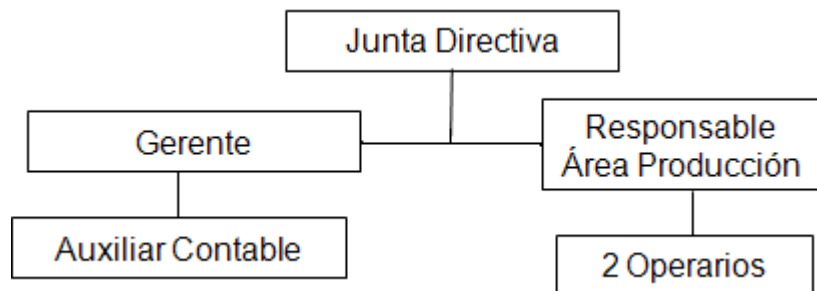 Junta Directiva
Gerente
Responsable
Área Producción
Auxiliar Contable
2 Operarios